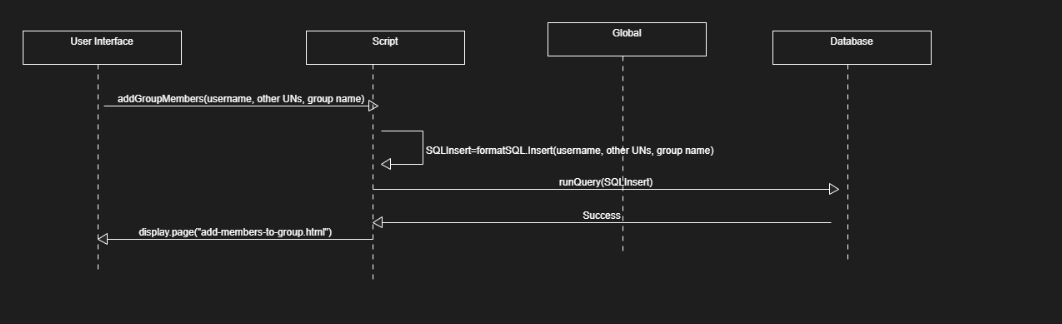 User Interface
Script
Global
Database
addGroupMembers(username, other UNs, group name)
SQLInsert=formatSQL.Insert(username, other UNs, group name)
runQuery(SQLInsert)
Success
display.page("add-members-to-group.html")